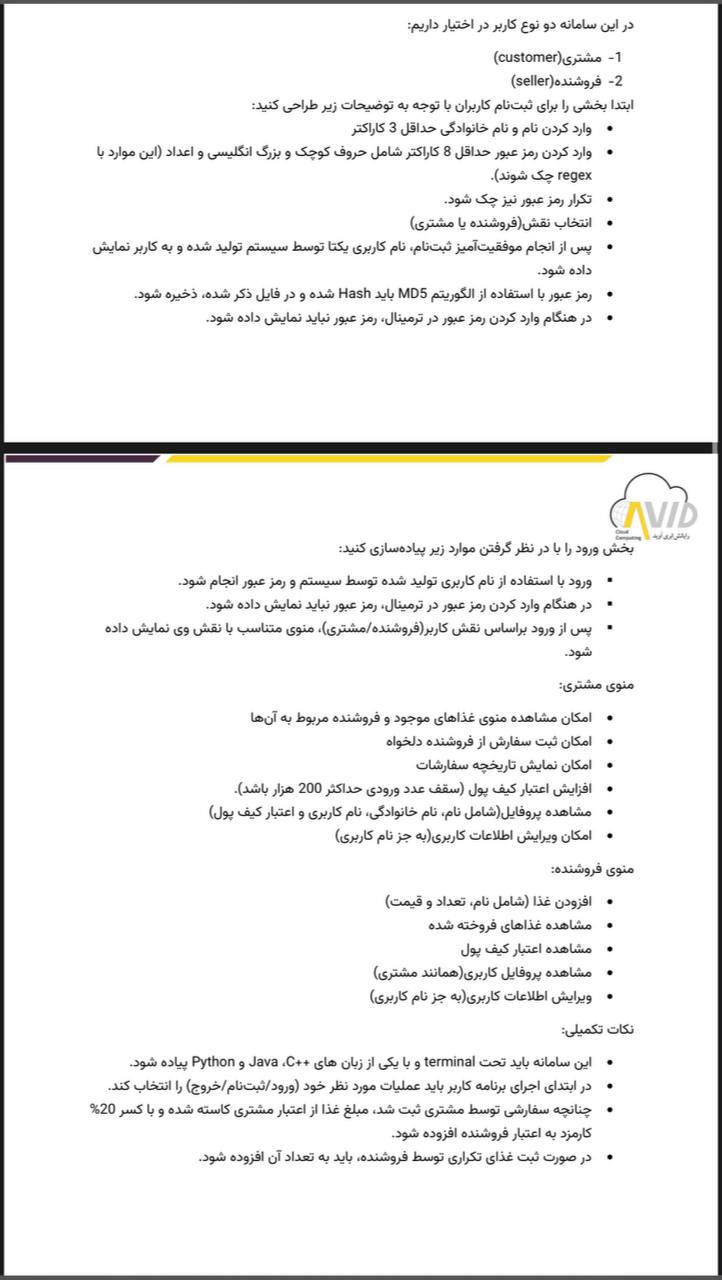 در این سامانه دو نوع کاربر در اختیار داریم:
1- مشتری(customer)
2- فروشنده(seller)
ابتدا بخشی را برای ثبت‌نام کاربران با توجه به توضیحات زیر طراحی کنید:
• وارد کردن نام و نام خانوادگی حداقل 3 کاراکتر
• وارد کردن رمز عبور حداقل 8 کاراکتر شامل حروف کوچک و بزرگ انگلیسی و اعداد (این موارد با
regex چک شوند).
• تکرار رمز عبور نیز چک شود.
• انتخاب نقش(فروشنده یا مشتری)
• پس از انجام موفقیت‌آمیز ثبت‌نام، نام کاربری یکتا توسط سیستم تولید شده و به کاربر نمایش
داده شود.
• رمز عبور با استفاده از الگوریتم MD5 باید Hash شده و در فایل ذکر شده، ذخیره شود.
• در هنگام وارد کردن رمز عبور در ترمینال، رمز عبور نباید نمایش داده شود.
AVID
Cloud
Computing
رایانش ابری آوید
بخش ورود را با در نظر گرفتن موارد زیر پیاده‌سازی کنید:
▪ ورود با استفاده از نام کاربری تولید شده توسط سیستم و رمز عبور انجام شود.
▪ در هنگام وارد کردن رمز عبور در ترمینال، رمز عبور نباید نمایش داده شود.
▪ پس از ورود براساس نقش کاربر(فروشنده/مشتری)، منوی متناسب با نقش وی نمایش داده
شود.
منوی مشتری:
• امکان مشاهده منوی غذاهای موجود و فروشنده مربوط به آن‌ها
• امکان ثبت سفارش از فروشنده دلخواه
• امکان نمایش تاریخچه سفارشات
• افزایش اعتبار کیف پول (سقف عدد ورودی حداکثر 200 هزار باشد).
• مشاهده پروفایل(شامل نام، نام خانوادگی، نام کاربری و اعتبار کیف پول)
• امکان ویرایش اطلاعات کاربری(به جز نام کاربری)
منوی فروشنده:
• افزودن غذا (شامل نام، تعداد و قیمت)
• مشاهده غذاهای فروخته شده
• مشاهده اعتبار کیف پول
• مشاهده پروفایل کاربری(همانند مشتری)
• ویرایش اطلاعات کاربری(به جز نام کاربری)
نکات تکمیلی:
• این سامانه باید تحت terminal و با یکی از زبان های C++، Java و Python پیاده شود.
• در ابتدای اجرای برنامه کاربر باید عملیات مورد نظر خود (ورود/ثبت‌نام/خروج) را انتخاب کند.
• چنانچه سفارشی توسط مشتری ثبت شد، مبلغ غذا از اعتبار مشتری کاسته شده و با کسر 20%
کارمزد به اعتبار فروشنده افزوده شود.
• در صورت ثبت غذای تکراری توسط فروشنده، باید به تعداد آن افزوده شود.